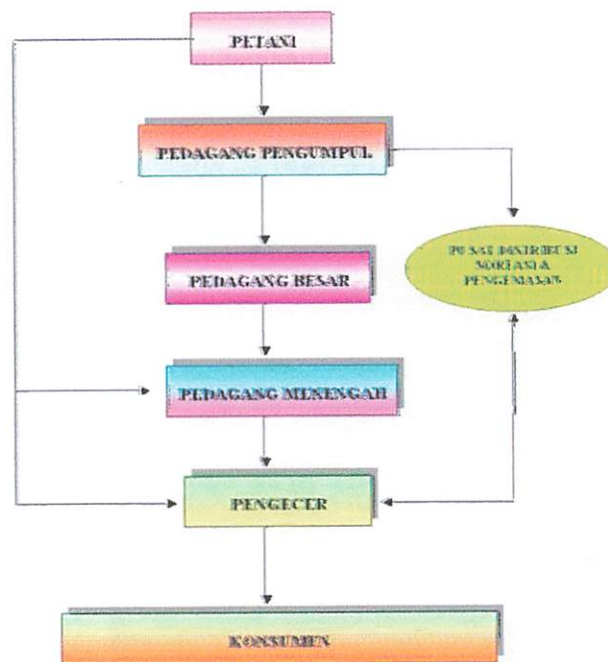 PETANI
PEDAGANG PENGUMPUL
PUSAT DISTRIBUSI
SORTASI &
PENGEMASAN
PEDAGANG BESAR
PEDAGANG MENENGAH
PENGECER
KONSUMEN